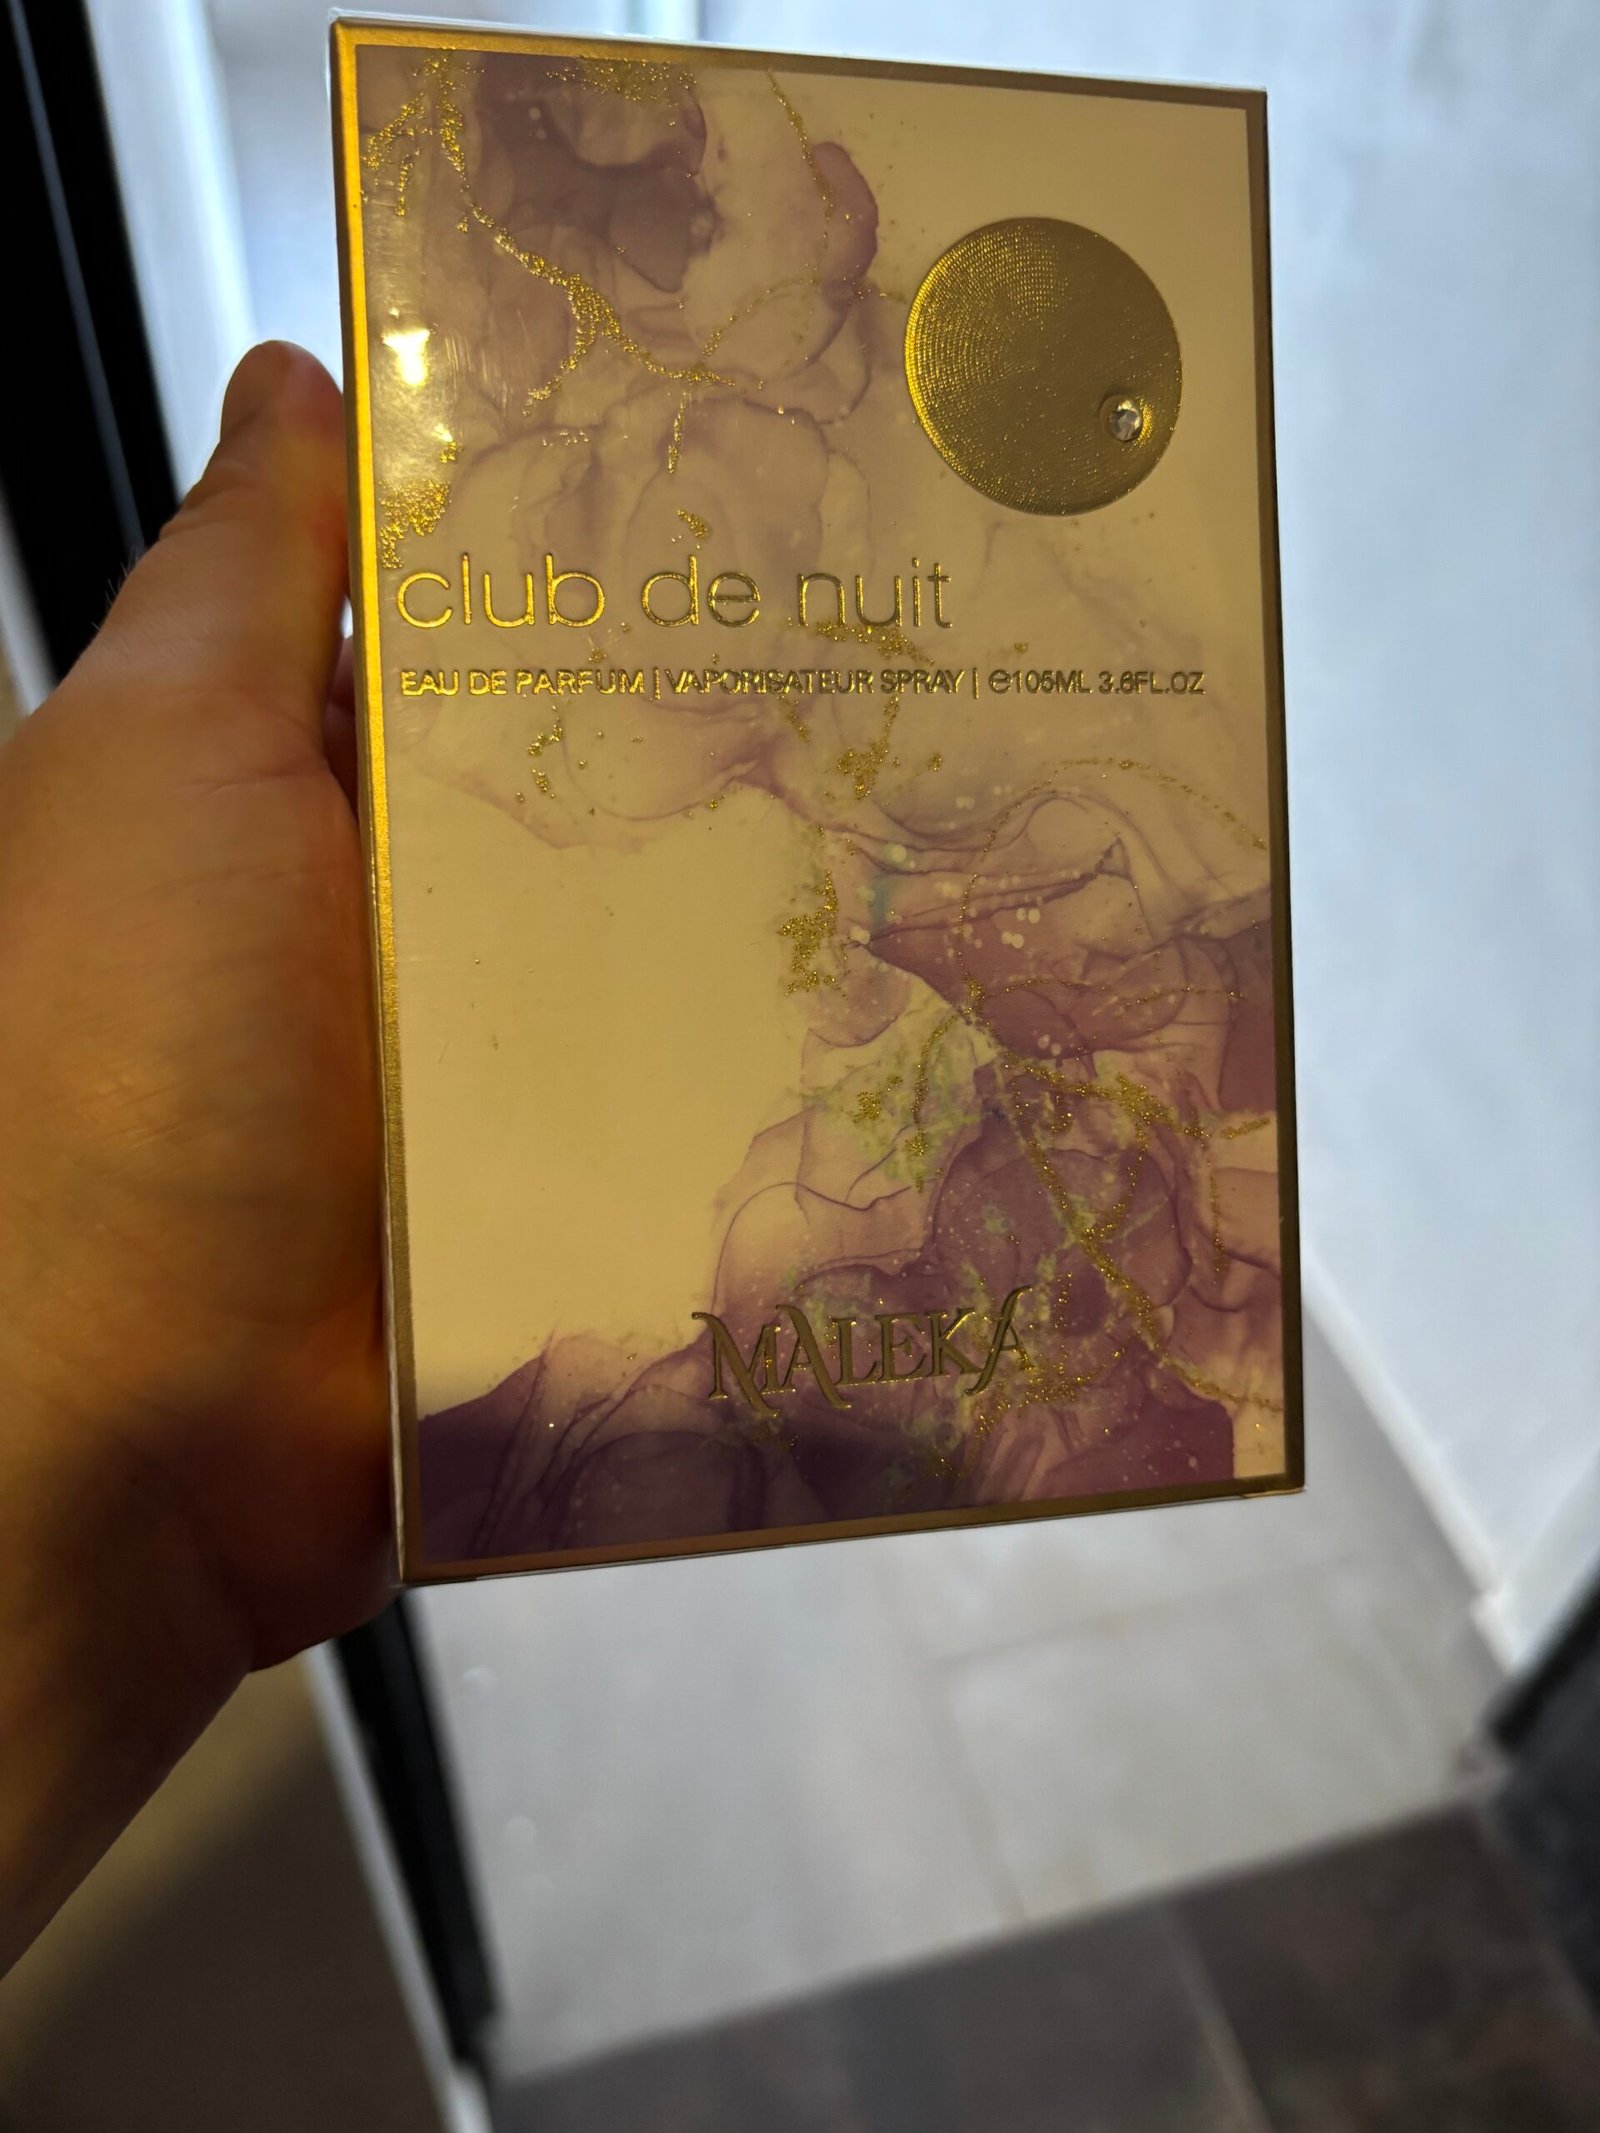 club de nuit
EAU DE PARFUM | VAPORISATEUR SPRAY | ℮105ML 3.6FL.OZ
MALEKA